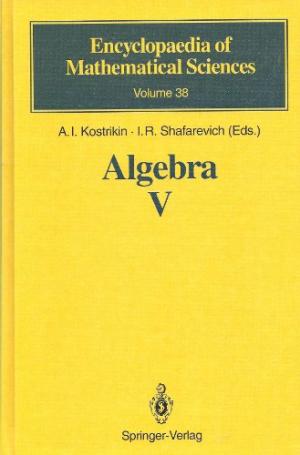 Encyclopaedia of
Mathematical Sciences
Volume 38
A.I. Kostrikin · I.R. Shafarevich (Eds.)
Algebra
V
Springer-Verlag